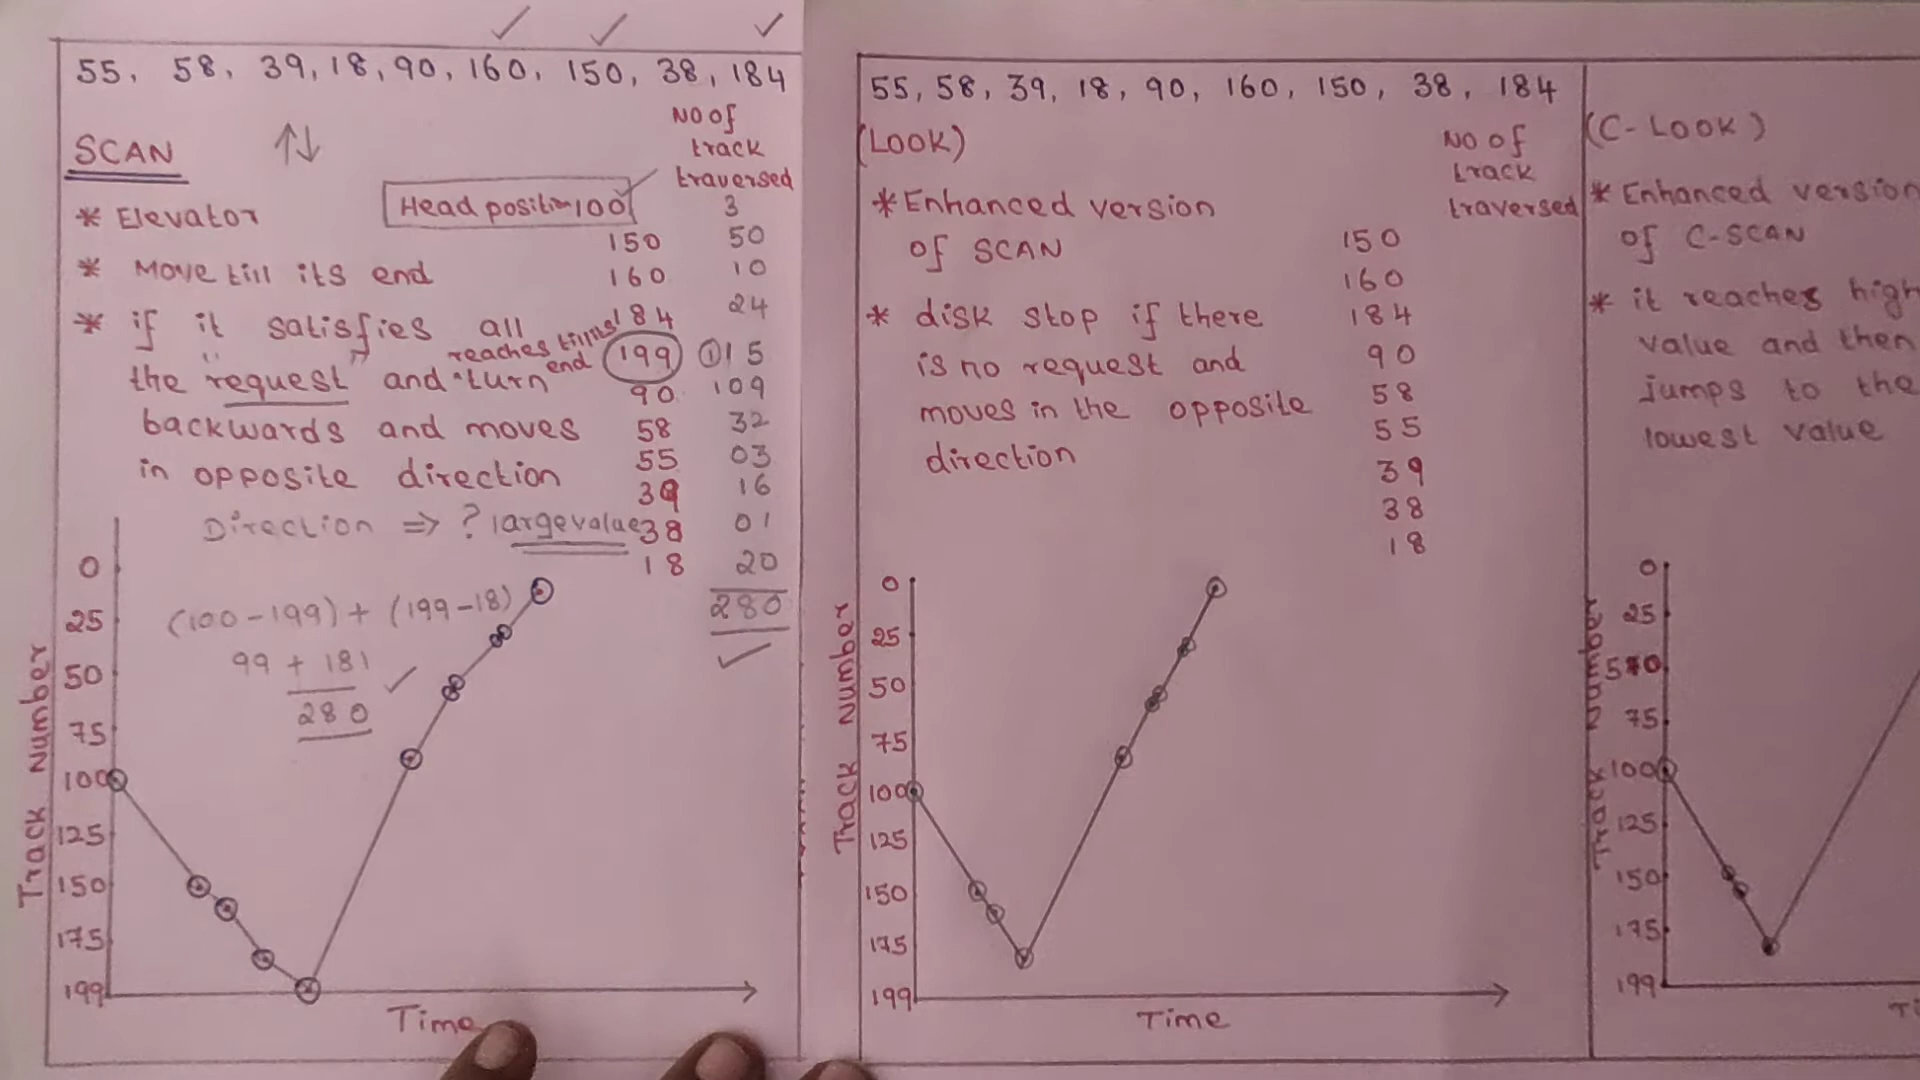 55, 58, 39, 18, 90, 160, 150, 38, 184
SCAN
No of
track
traversed
Head position 100
3
* Elevator
150 50
* Move till its end
160 10
* if it satisfies all
184 24
reaches till its
end
199 15
the request and turn
90 109
backwards and moves
58 32
in opposite direction
55 03
39 16
Direction => ? large value
38 01
18 20
280
(100-199) + (199-18)
99 + 181
280
Track Number
0
25
50
75
100
125
150
175
199
Time
55, 58, 39, 18, 90, 160, 150, 38, 184
(LOOK)
No of
track
traversed
* Enhanced version
of SCAN
* disk stop if there
is no request and
moves in the opposite
direction
150
160
184
90
58
55
39
38
18
Track Number
0
25
50
75
100
125
150
175
199
Time
(C-LOOK)
* Enhanced version
of C-SCAN
* it reaches high
value and then
jumps to the
lowest value
Track Number
0
25
50
75
100
125
150
175
199
Ti